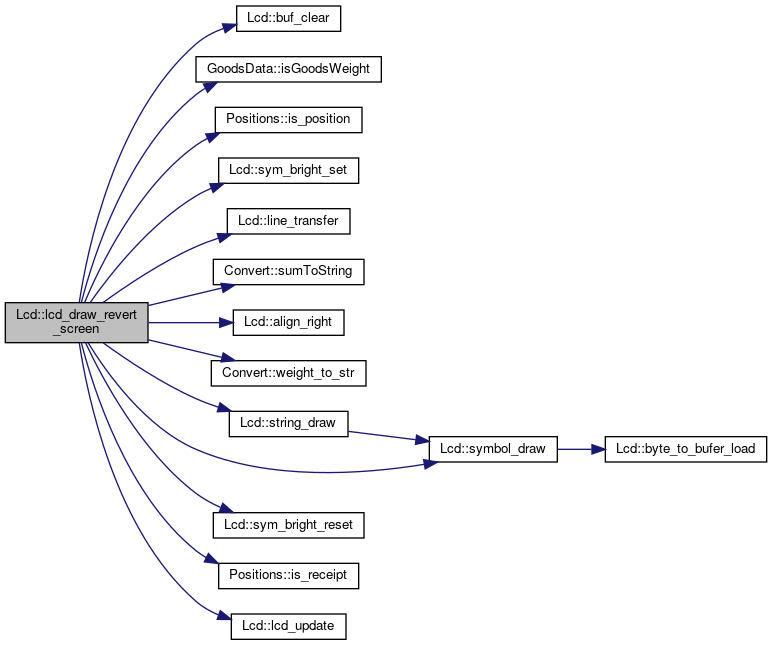 Lcd::buf_clear
GoodsData::isGoodsWeight
Positions::is_position
Lcd::sym_bright_set
Lcd::line_transfer
Convert::sumToString
Lcd::lcd_draw_revert
_screen
Lcd::align_right
Convert::weight_to_str
Lcd::string_draw
Lcd::symbol_draw
Lcd::byte_to_bufer_load
Lcd::sym_bright_reset
Positions::is_receipt
Lcd::lcd_update